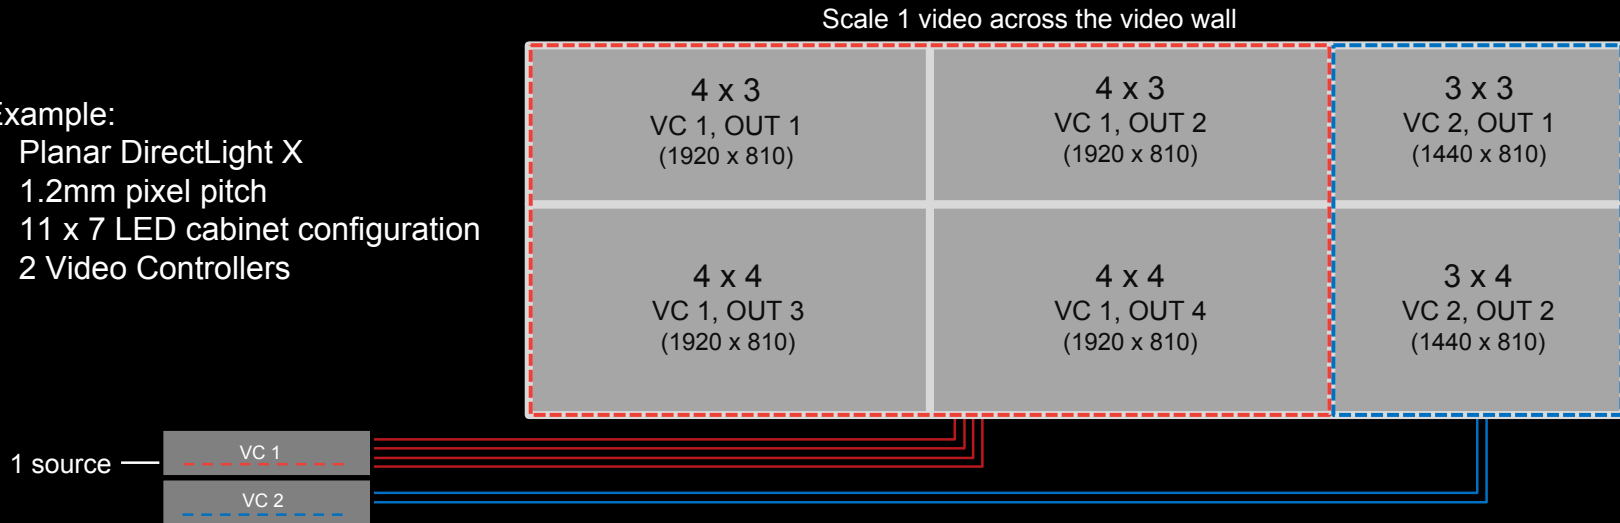 Scale 1 video across the video wall
Example:
Planar DirectLight X
1.2mm pixel pitch
11 x 7 LED cabinet configuration
2 Video Controllers
4 x 3
VC 1, OUT 1
(1920 x 810)
4 x 3
VC 1, OUT 2
(1920 x 810)
3 x 3
VC 2, OUT 1
(1440 x 810)
4 x 4
VC 1, OUT 3
(1920 x 810)
4 x 4
VC 1, OUT 4
(1920 x 810)
3 x 4
VC 2, OUT 2
(1440 x 810)
1 source
VC 1
VC 2